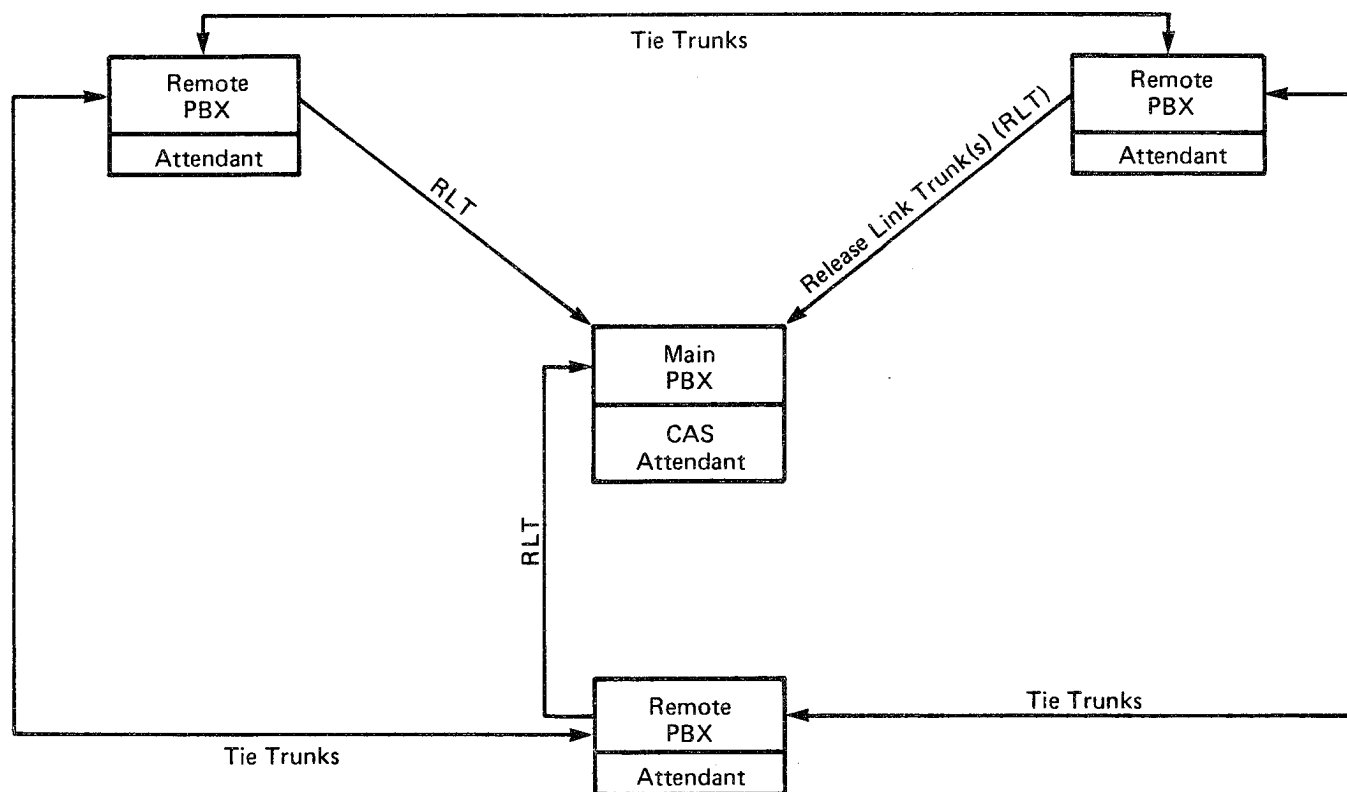 Tie Trunks
Remote
PBX
Attendant
Remote
PBX
Attendant
RLT
Release Link Trunk(s) (RLT)
Main
PBX
CAS
Attendant
RLT
Remote
PBX
Attendant
Tie Trunks
Tie Trunks